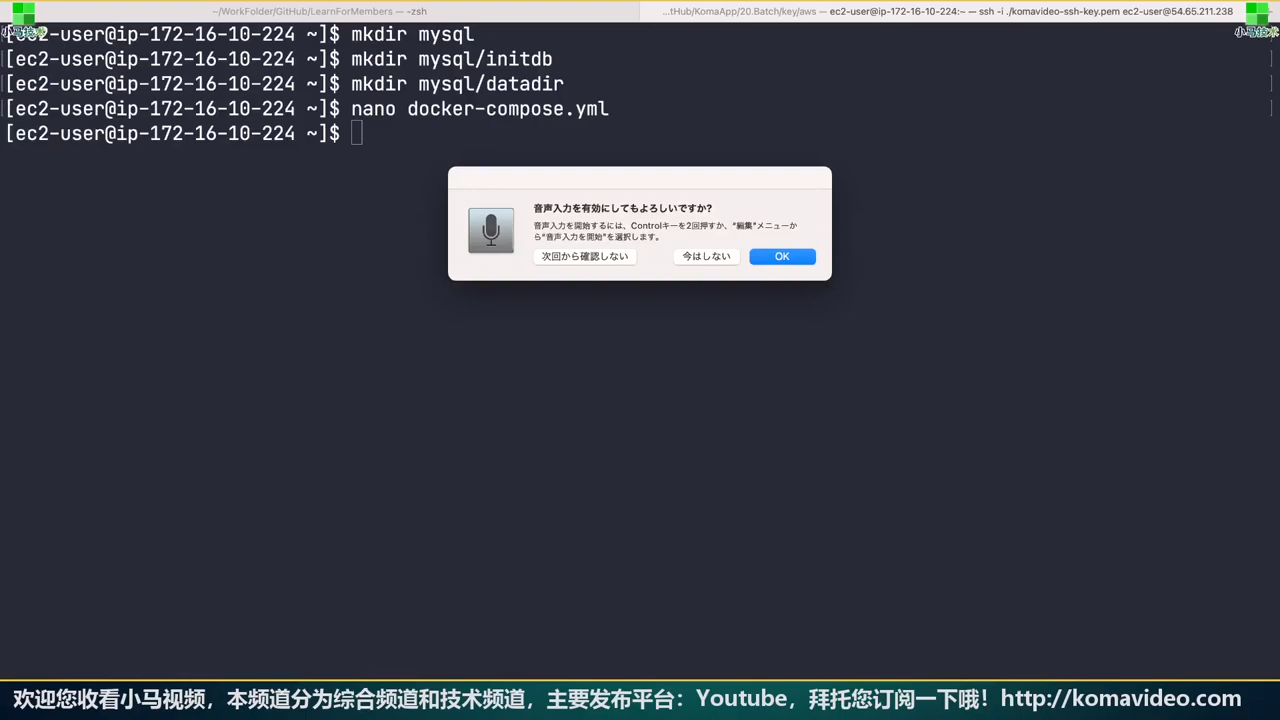 ~/WorkFolder/GitHub/LearnForMembers — -zsh
...tHub/KomaApp/20.Batch/key/aws — ec2-user@ip-172-16-10-224:~ — ssh -i ./komavideo-ssh-key.pem ec2-user@54.65.211.238
小马技术
小马技术
[ec2-user@ip-172-16-10-224 ~]$ mkdir mysql
[ec2-user@ip-172-16-10-224 ~]$ mkdir mysql/initdb
[ec2-user@ip-172-16-10-224 ~]$ mkdir mysql/datadir
[ec2-user@ip-172-16-10-224 ~]$ nano docker-compose.yml
[ec2-user@ip-172-16-10-224 ~]$
音声入力を有効にしてもよろしいですか?
音声入力を開始するには、Controlキーを2回押すか、“編集”メニューか
ら“音声入力を開始”を選択します。
次回から確認しない
今はしない
OK
欢迎您收看小马视频，本频道分为综合频道和技术频道，主要发布平台：Youtube，拜托您订阅一下哦！http://komavideo.com